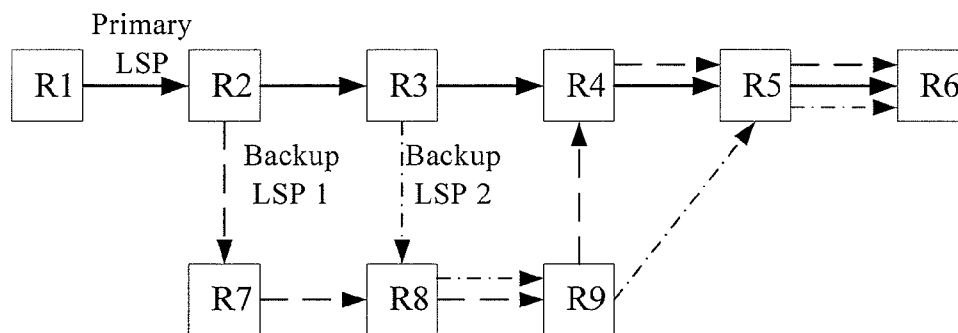 Primary
LSP
R1
R2
R3
R4
R5
R6
Backup
LSP 1
Backup
LSP 2
R7
R8
R9